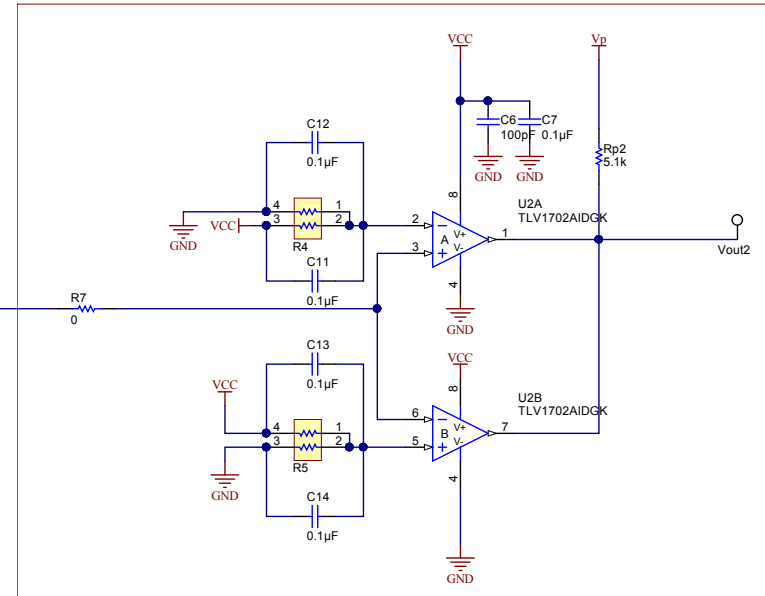 VCC
Vp
C12
0.1µF
C6
100pF
C7
0.1µF
Rp2
5.1k
GND
GND
4
1
3
2
GND
VCC
R4
C11
0.1µF
2
3
8
A
V+
V-
4
1
U2A
TLV1702AIDGK
Vout2
GND
R7
0
C13
0.1µF
VCC
VCC
4
1
3
2
GND
R5
C14
0.1µF
6
5
8
B
V+
V-
4
7
U2B
TLV1702AIDGK
GND